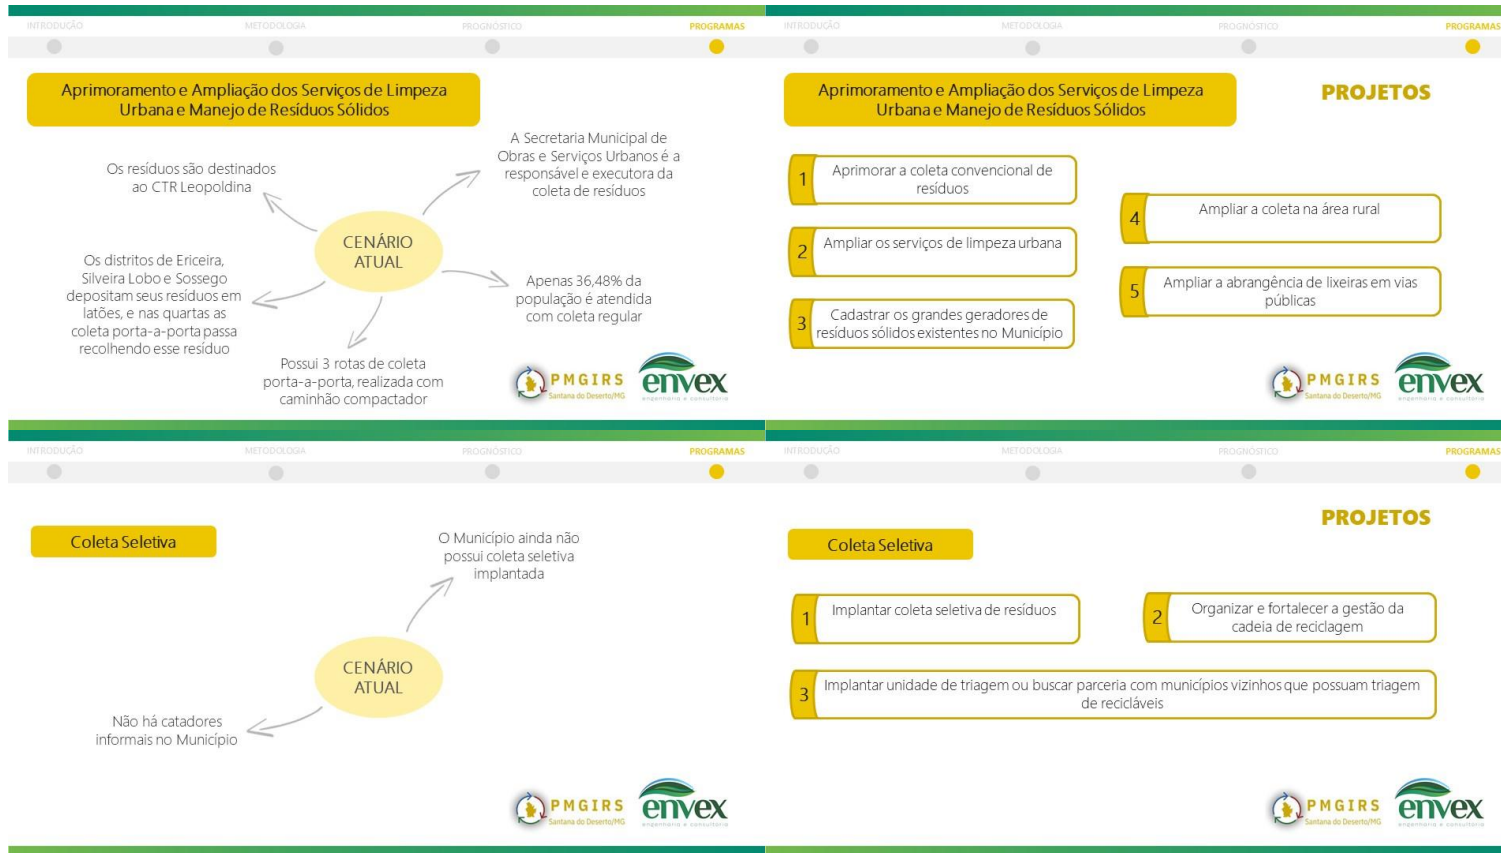 INTRODUÇÃO
METODOLOGIA
PROGNÓSTICO
PROGRAMAS
Aprimoramento e Ampliação dos Serviços de Limpeza
Urbana e Manejo de Resíduos Sólidos
A Secretaria Municipal de
Obras e Serviços Urbanos é a
responsável e executora da
coleta de resíduos
Os resíduos são destinados
ao CTR Leopoldina
CENÁRIO
ATUAL
Os distritos de Ericeira,
Silveira Lobo e Sossego
depositam seus resíduos em
latões, e nas quartas as
coleta porta-a-porta passa
recolhendo esse resíduo
Apenas 36,48% da
população é atendida
com coleta regular
Possui 3 rotas de coleta
porta-a-porta, realizada com
caminhão compactador
PMGIRS
Santana do Deserto/MG
envex
engenharia e consultoria
INTRODUÇÃO
METODOLOGIA
PROGNÓSTICO
PROGRAMAS
Aprimoramento e Ampliação dos Serviços de Limpeza
Urbana e Manejo de Resíduos Sólidos
PROJETOS
1
Aprimorar a coleta convencional de
resíduos
2
Ampliar os serviços de limpeza urbana
3
Cadastrar os grandes geradores de
resíduos sólidos existentes no Município
4
Ampliar a coleta na área rural
5
Ampliar a abrangência de lixeiras em vias
públicas
PMGIRS
Santana do Deserto/MG
envex
engenharia e consultoria
INTRODUÇÃO
METODOLOGIA
PROGNÓSTICO
PROGRAMAS
Coleta Seletiva
O Município ainda não
possui coleta seletiva
implantada
CENÁRIO
ATUAL
Não há catadores
informais no Município
PMGIRS
Santana do Deserto/MG
envex
engenharia e consultoria
INTRODUÇÃO
METODOLOGIA
PROGNÓSTICO
PROGRAMAS
PROJETOS
Coleta Seletiva
1
Implantar coleta seletiva de resíduos
2
Organizar e fortalecer a gestão da
cadeia de reciclagem
3
Implantar unidade de triagem ou buscar parceria com municípios vizinhos que possuam triagem
de recicláveis
PMGIRS
Santana do Deserto/MG
envex
engenharia e consultoria